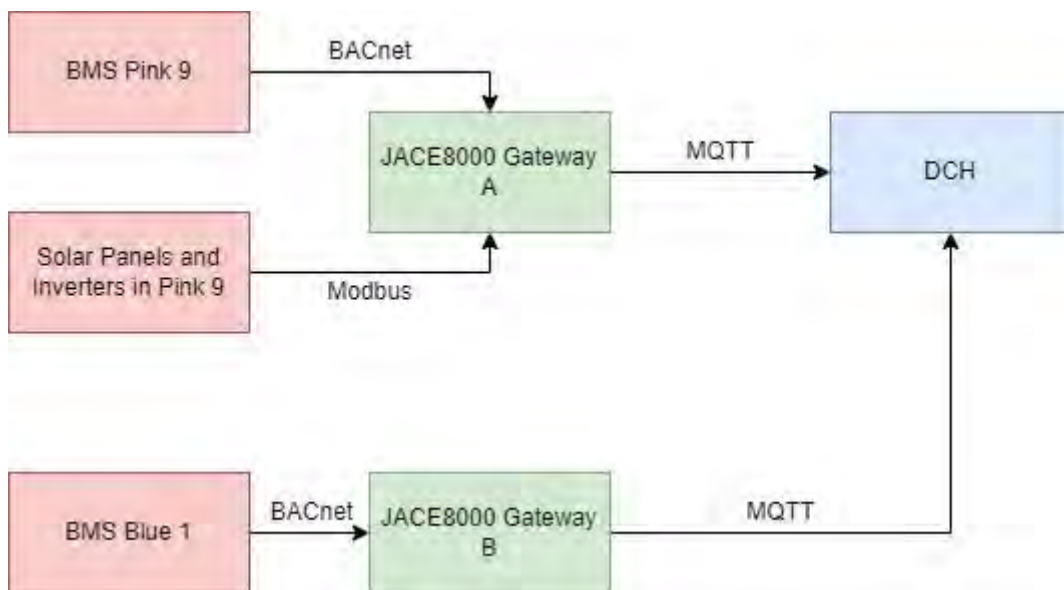 BMS Pink 9
BACnet
JACE8000 Gateway
A
MQTT
DCH
Solar Panels and
Inverters in Pink 9
Modbus
BMS Blue 1
BACnet
JACE8000 Gateway
B
MQTT